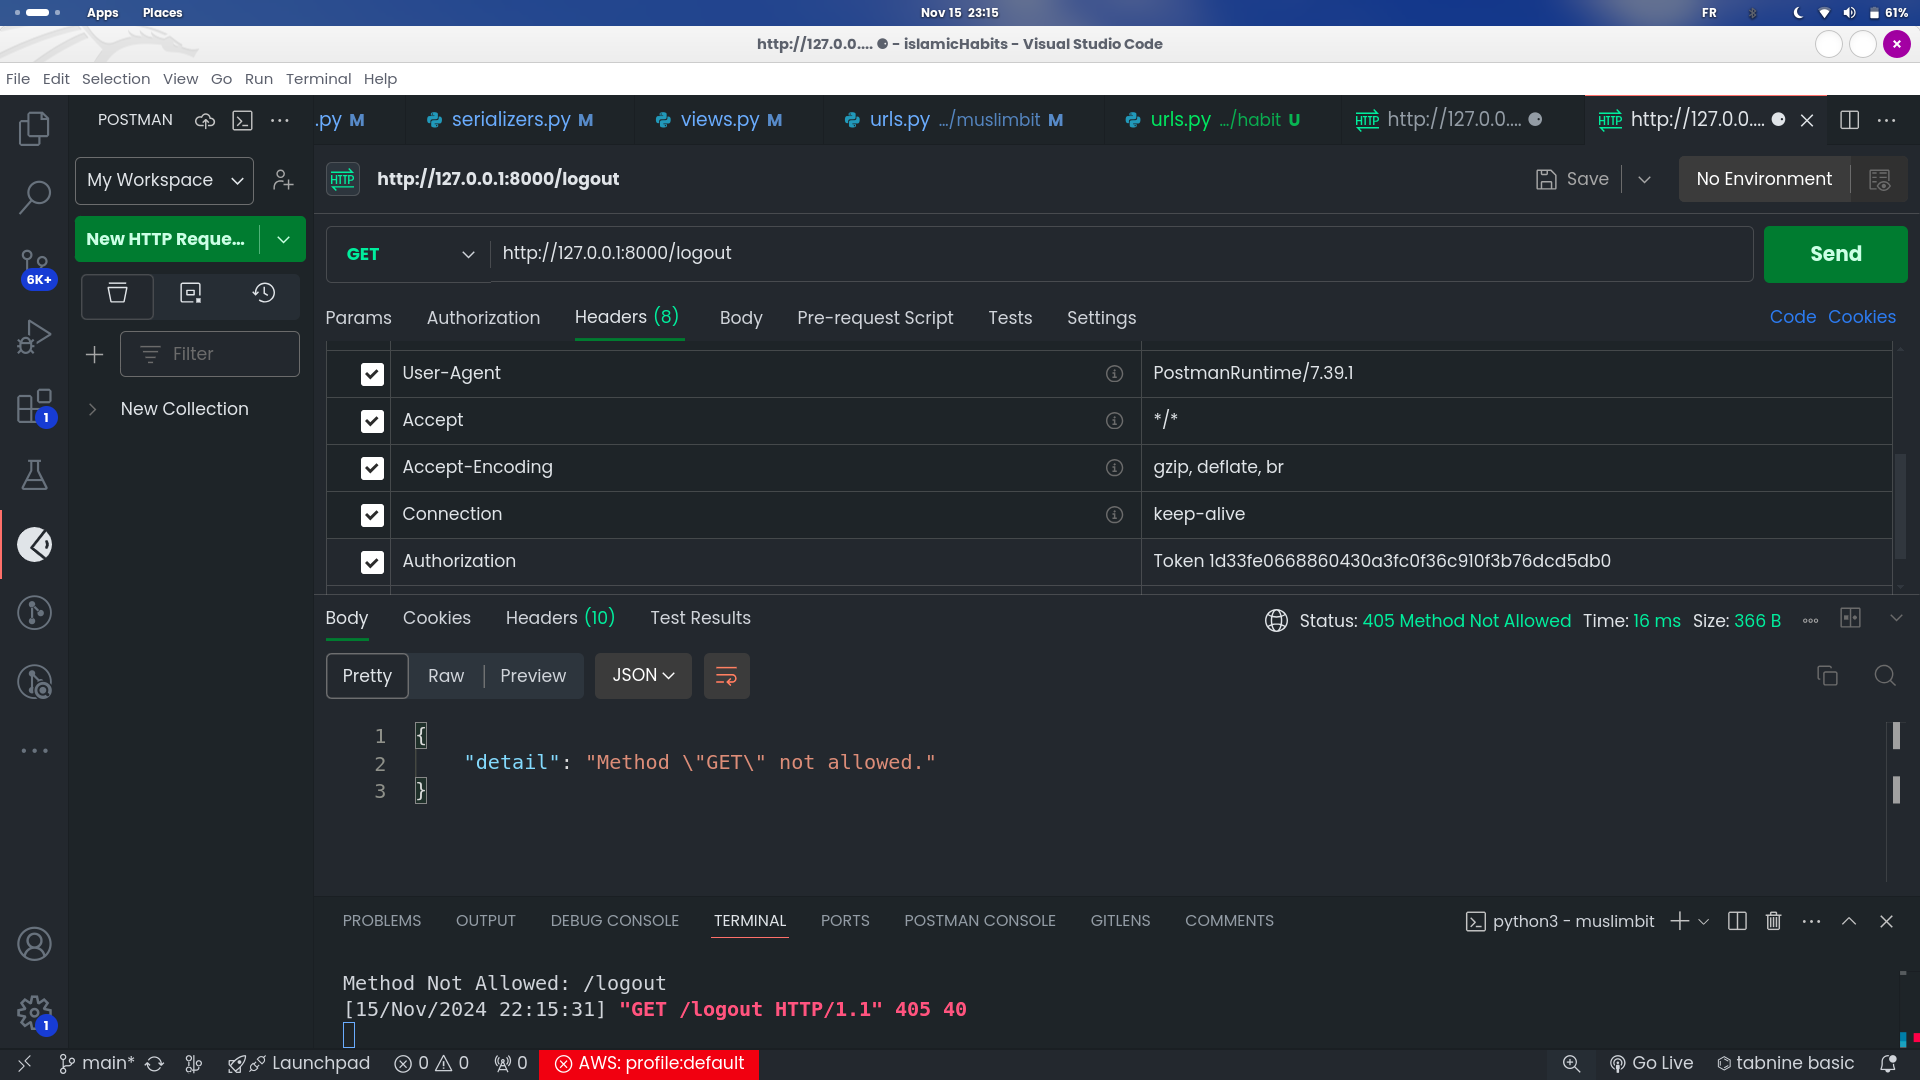 Apps Places Nov 15 23:15 FR 61%
http://127.0.0.... ● - islamicHabits - Visual Studio Code
File Edit Selection View Go Run Terminal Help
POSTMAN
.py M serializers.py M views.py M urls.py .../muslimbit M urls.py .../habit U HTTP http://127.0.0.... HTTP http://127.0.0....
My Workspace
HTTP http://127.0.0.1:8000/logout Save No Environment
New HTTP Reque...
GET http://127.0.0.1:8000/logout Send
6K+
Params Authorization Headers (8) Body Pre-request Script Tests Settings Code Cookies
Filter
User-Agent PostmanRuntime/7.39.1
New Collection
1
Accept */*
Accept-Encoding gzip, deflate, br
Connection keep-alive
Authorization Token 1d33fe0668860430a3fc0f36c910f3b76dcd5db0
Body Cookies Headers (10) Test Results Status: 405 Method Not Allowed Time: 16 ms Size: 366 B
Pretty Raw Preview JSON
1 {
2 "detail": "Method \"GET\" not allowed."
3 }
PROBLEMS OUTPUT DEBUG CONSOLE TERMINAL PORTS POSTMAN CONSOLE GITLENS COMMENTS python3 - muslimbit
Method Not Allowed: /logout
[15/Nov/2024 22:15:31] "GET /logout HTTP/1.1" 405 40
1
main* Launchpad 0 0 0 AWS: profile:default Go Live tabnine basic